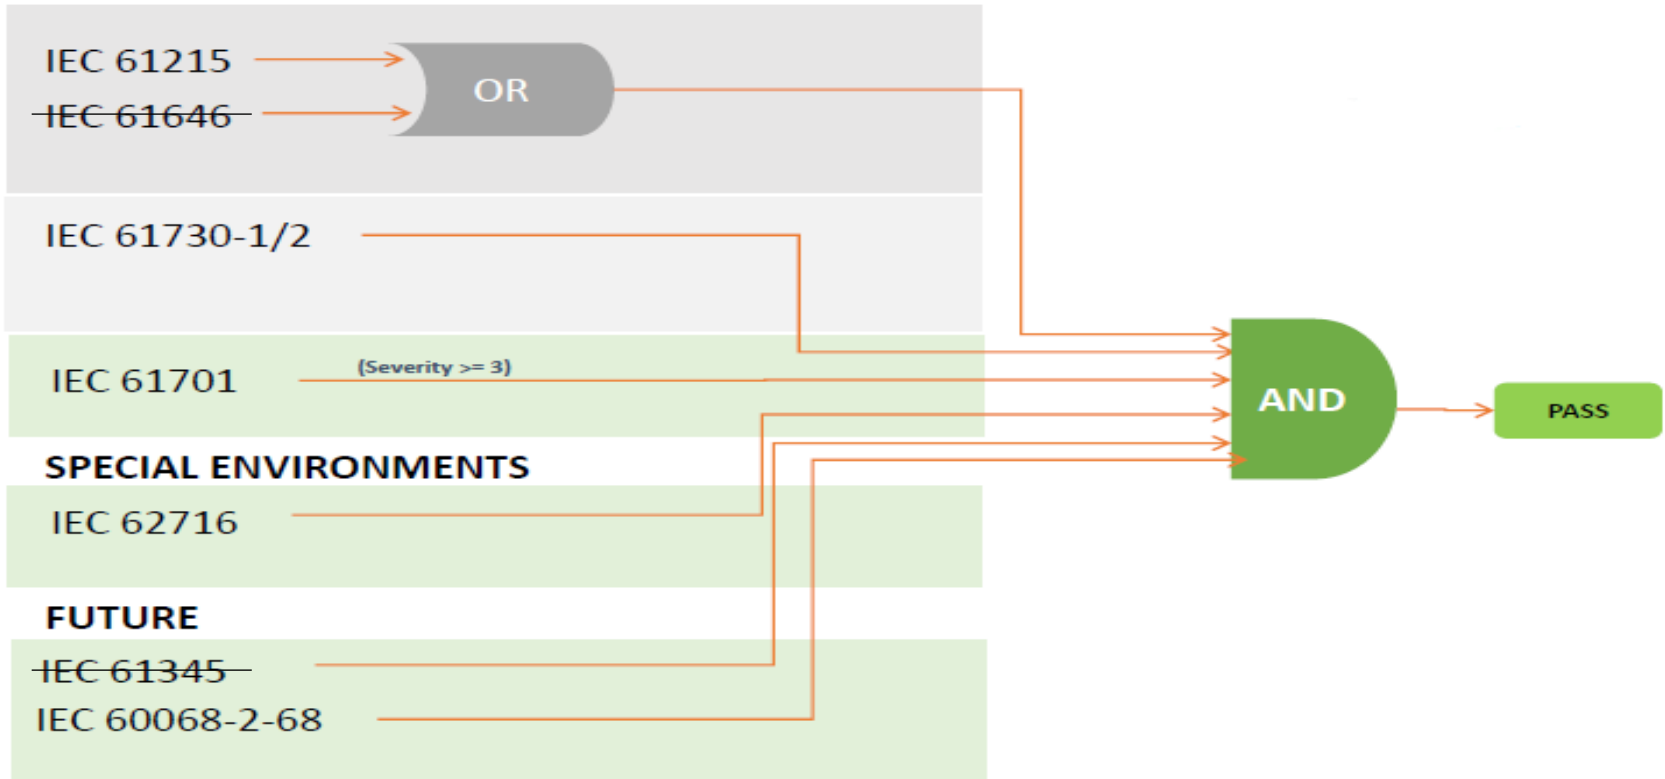 IEC 61215
OR
IEC 61646
IEC 61730-1/2
(Severity >= 3)
IEC 61701
AND
PASS
SPECIAL ENVIRONMENTS
IEC 62716
FUTURE
IEC 61345
IEC 60068-2-68